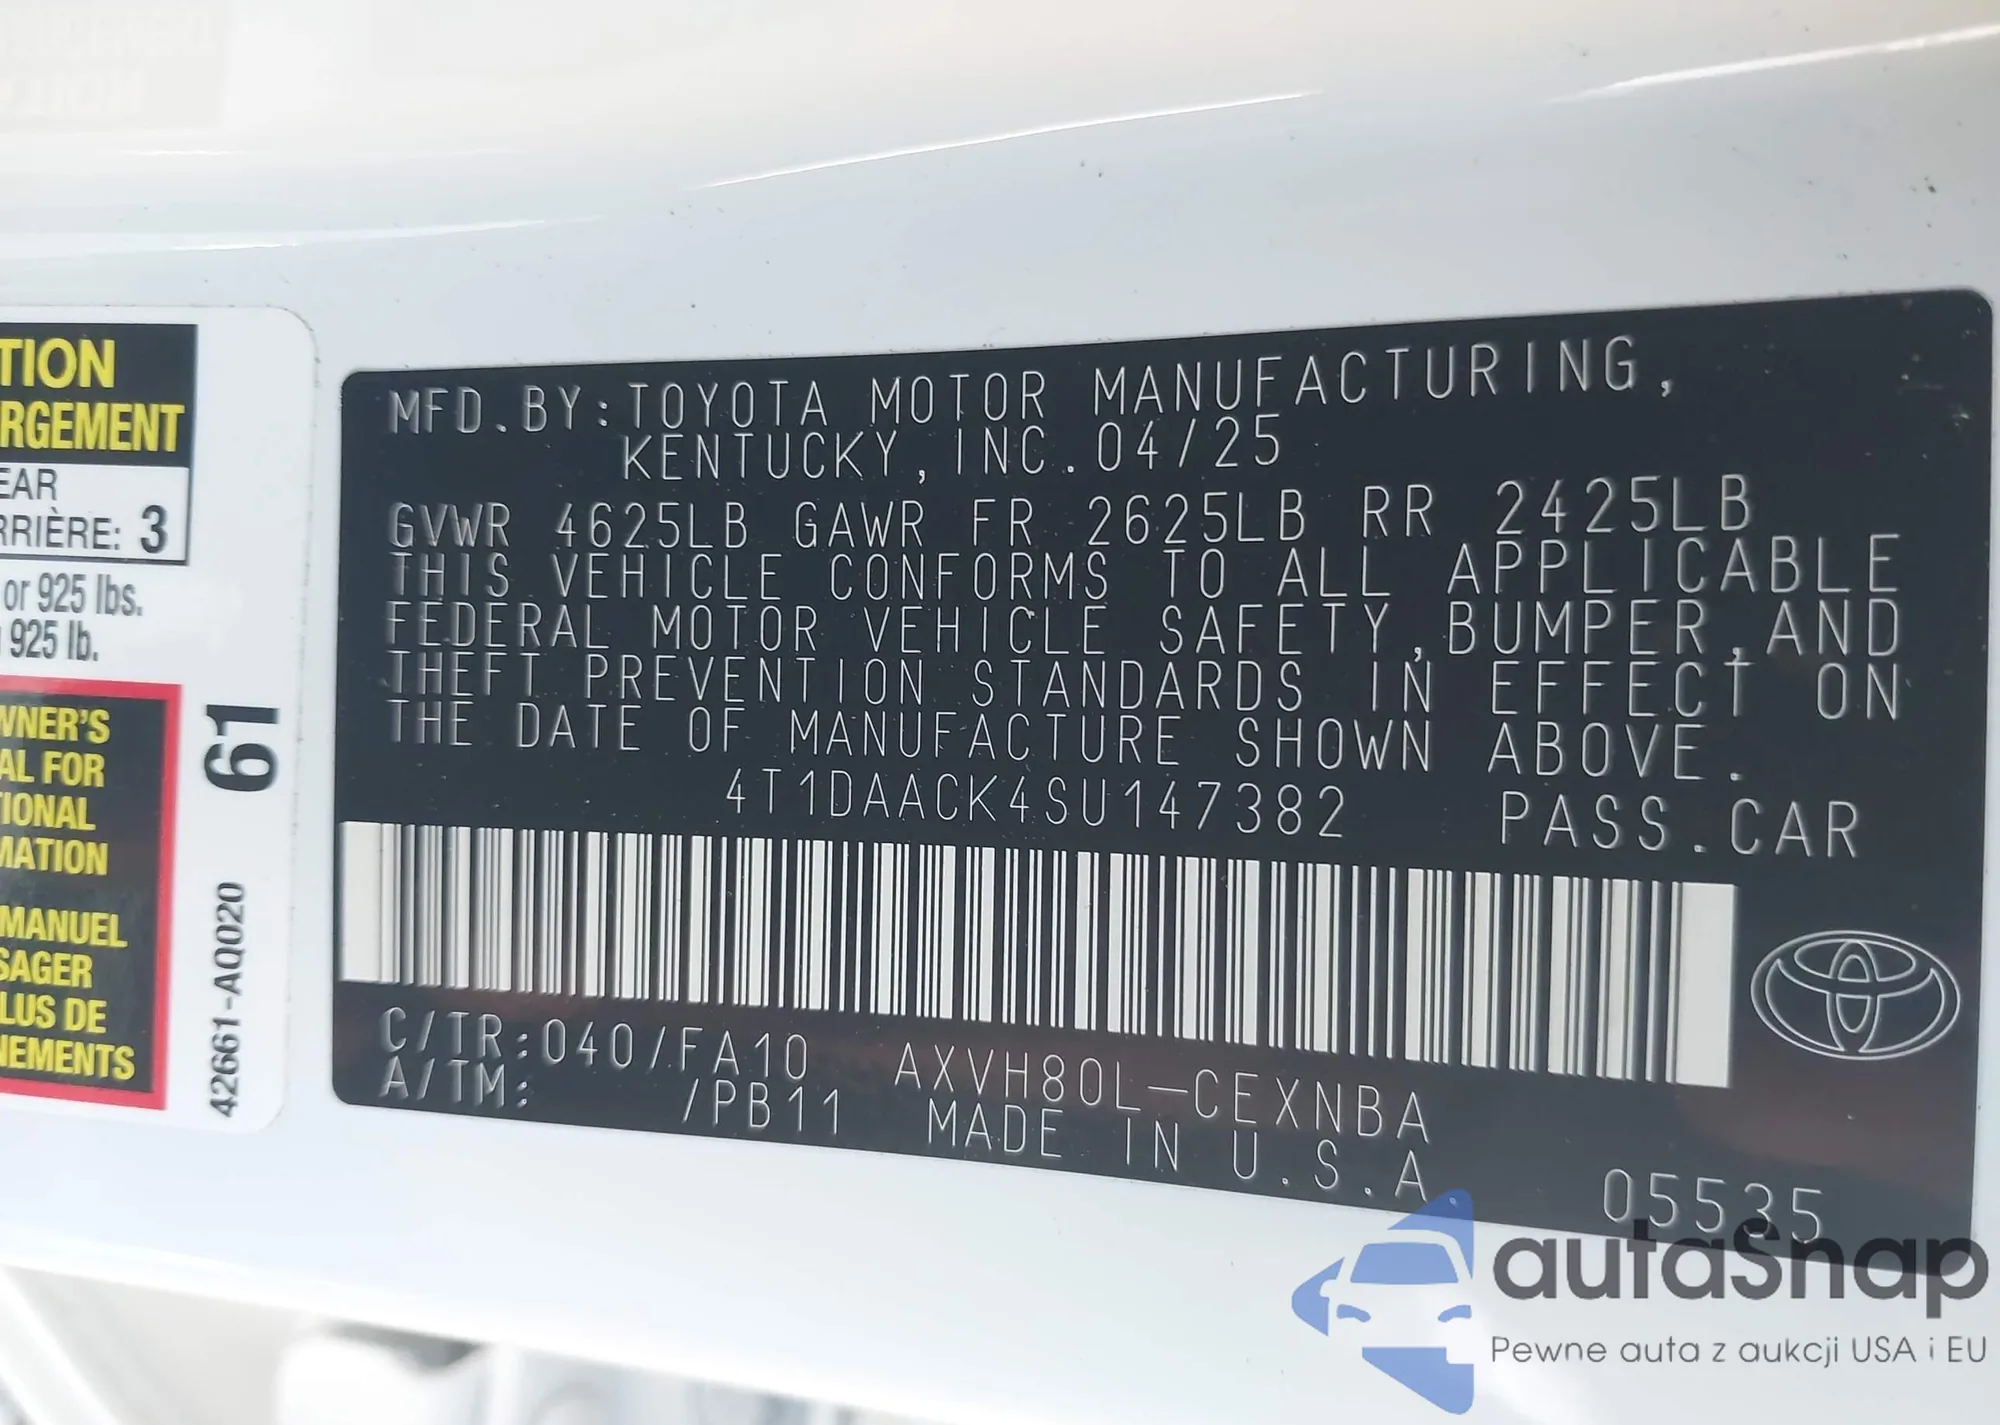 TION
RGEMENT
EAR
RRIÈRE: 3
or 925 lbs.
925 lb.
WNER'S
AL FOR
TIONAL
MATION
MANUEL
SAGER
LUS DE
NEMENTS
61
42661-AQ020
MFD.BY:TOYOTA MOTOR MANUFACTURING,
KENTUCKY,INC.04/25
GVWR 4625LB GAWR FR 2625LB RR 2425LB
THIS VEHICLE CONFORMS TO ALL APPLICABLE
FEDERAL MOTOR VEHICLE SAFETY,BUMPER,AND
THEFT PREVENTION STANDARDS IN EFFECT ON
THE DATE OF MANUFACTURE SHOWN ABOVE.
4T1DAACK4SU147382 PASS.CAR
C/TR:040/FA10 AXVH80L-CEXNBA
A/TM: /PB11 MADE IN U.S.A.
05535
autaSnap
Pewne auta z aukcji USA i EU